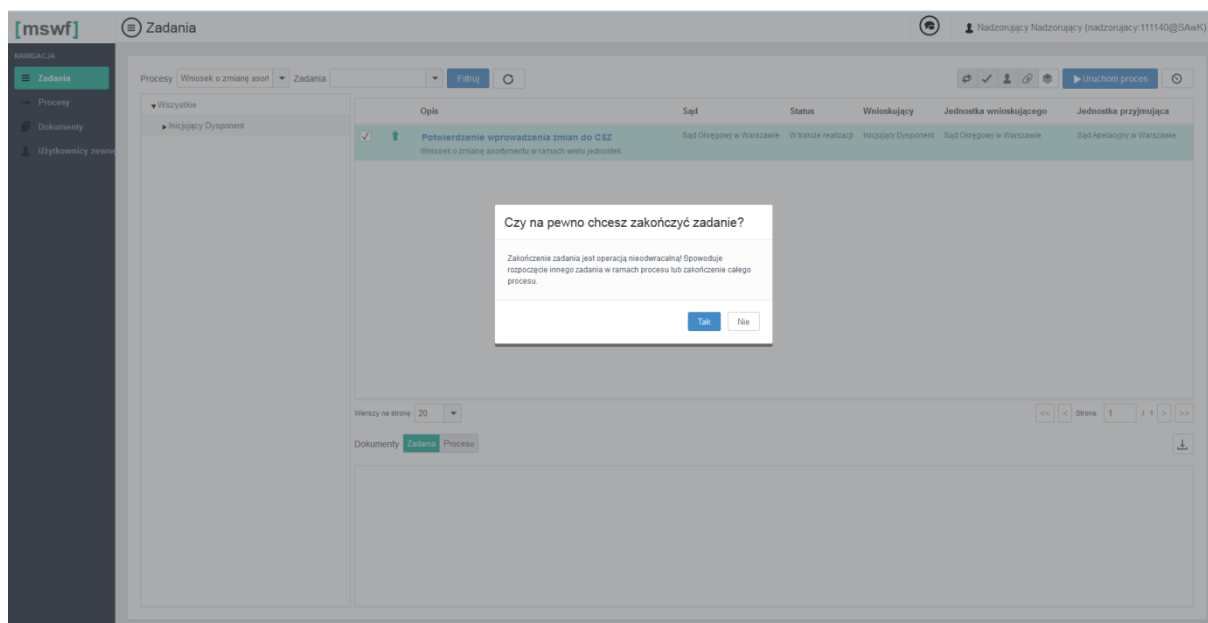 [mswf]
Zadania
Nadzorujący Nadzorujący (nadzorujacy:111140@SAwK)
NAWIGACJA
Zadania
Procesy
Dokumenty
Użytkownicy zewnę
Procesy Wniosek o zmianę asort Zadania Filtruj Uruchom proces
Wszystkie
Inicjujący Dysponent
Opis Sąd Status Wnioskujący Jednostka wnioskującego Jednostka przyjmująca
Potwierdzenie wprowadzenia zmian do CSZ Sąd Okręgowy w Warszawie W trakcie realizacji Inicjujący Dysponent Sąd Okręgowy w Warszawie Sąd Apelacyjny w Warszawie
Wniosek o zmianę asortymentu w ramach wielu jednostek
Czy na pewno chcesz zakończyć zadanie?
Zakończenie zadania jest operacją nieodwracalną! Spowoduje
rozpoczęcie innego zadania w ramach procesu lub zakończenie całego
procesu.
Tak Nie
Wierszy na stronę 20 << < Strona: 1 / 1 > >>
Dokumenty Zadania Procesu